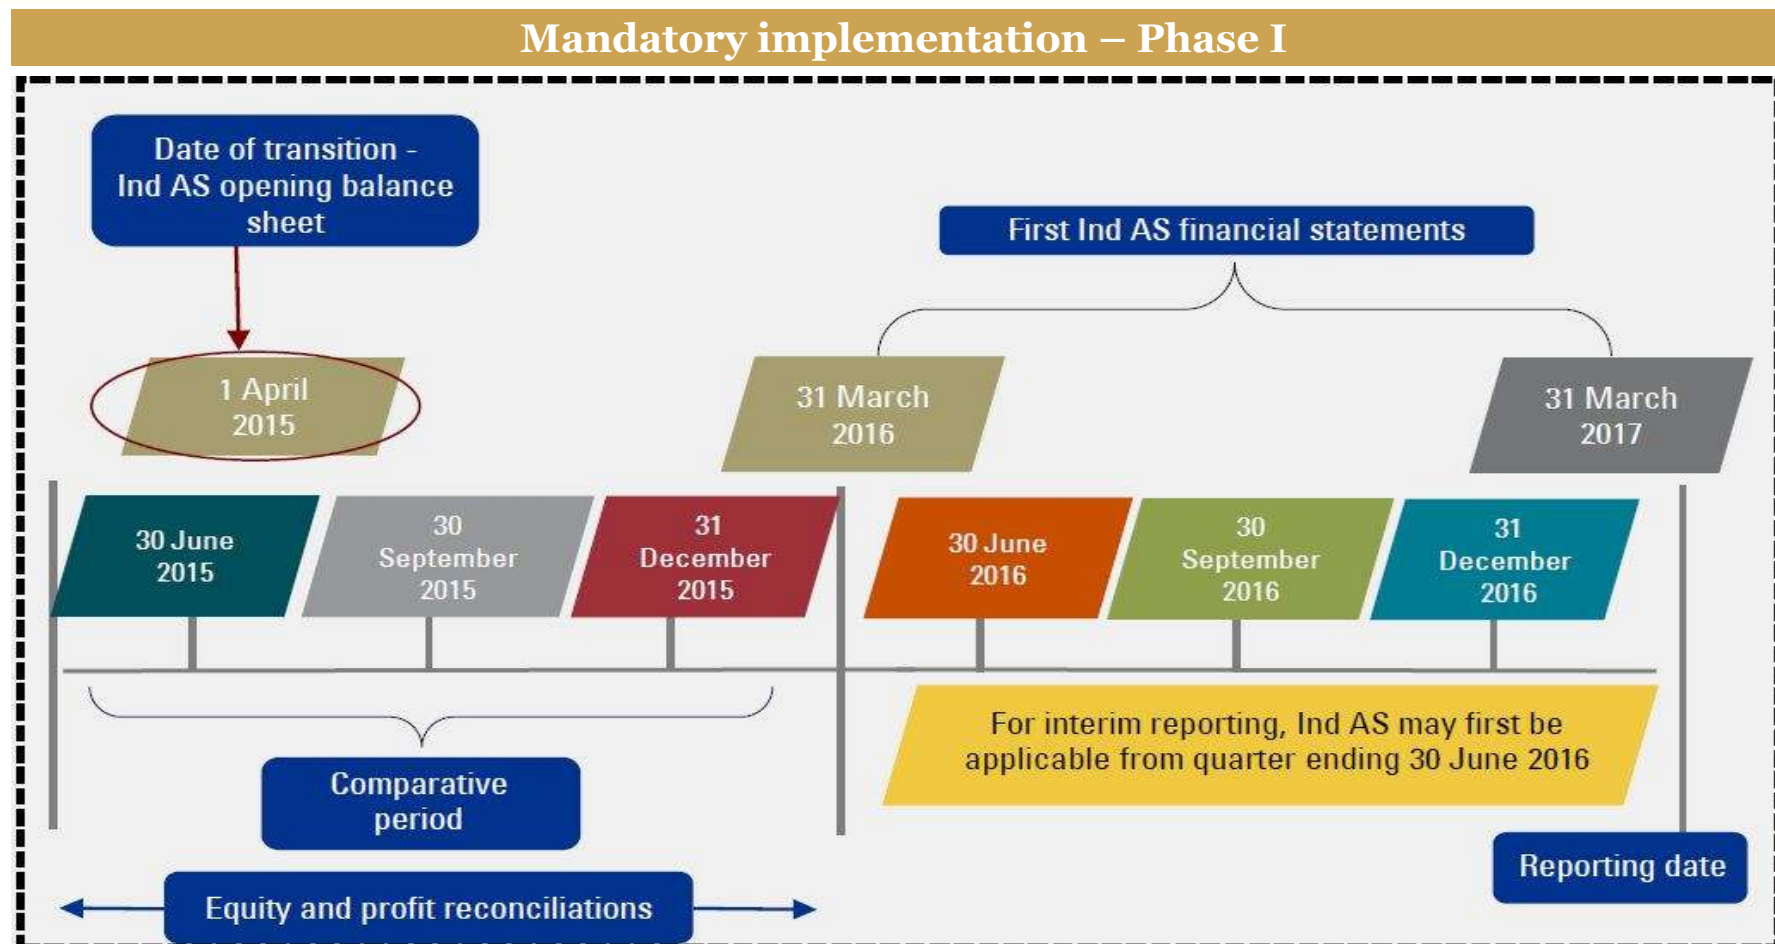 Mandatory implementation – Phase I
Date of transition -
Ind AS opening balance
sheet
First Ind AS financial statements
1 April
2015
31 March
2016
31 March
2017
30 June
2015
30
September
2015
31
December
2015
30 June
2016
30
September
2016
31
December
2016
For interim reporting, Ind AS may first be
applicable from quarter ending 30 June 2016
Comparative
period
Reporting date
Equity and profit reconciliations